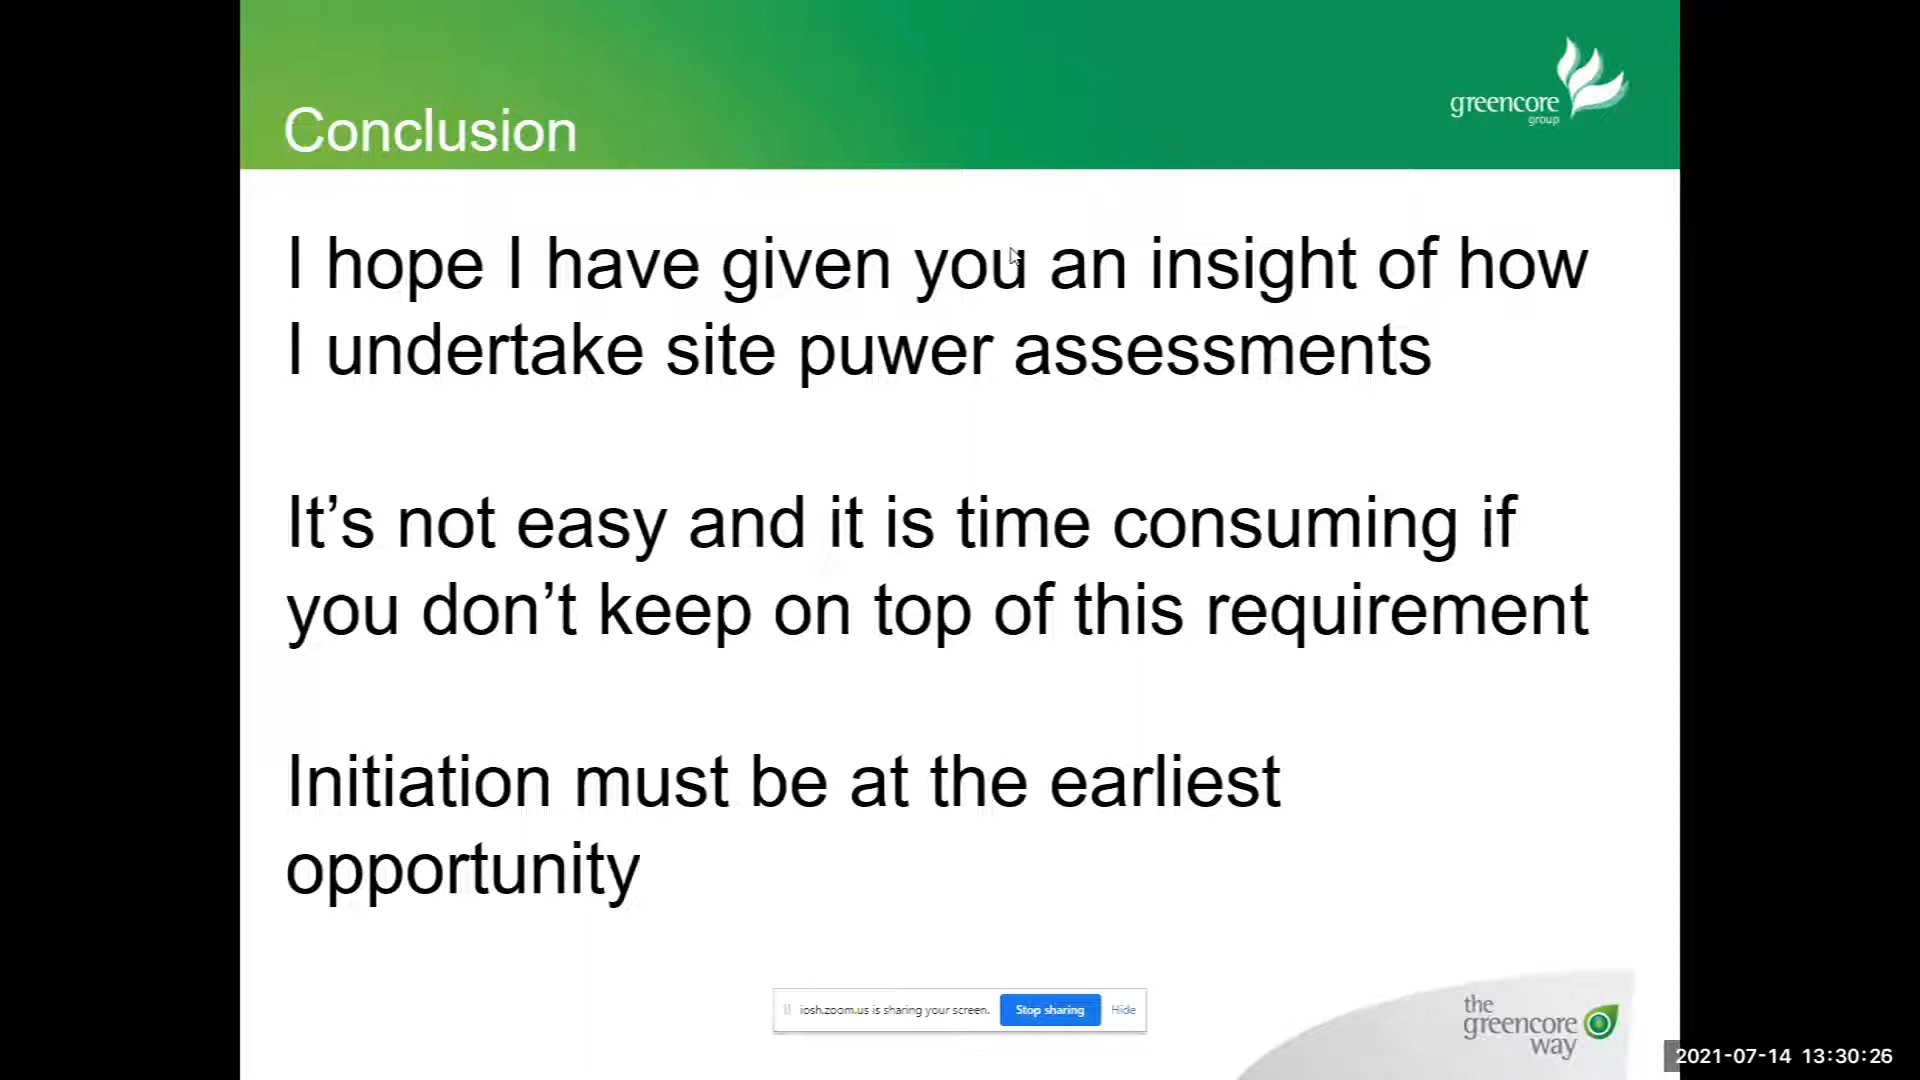 Conclusion
greencore
group
I hope I have given you an insight of how
I undertake site puwer assessments
It’s not easy and it is time consuming if
you don’t keep on top of this requirement
Initiation must be at the earliest
opportunity
iosh.zoom.us is sharing your screen. Stop sharing Hide
the
greencore
way
2021-07-14 13:30:26